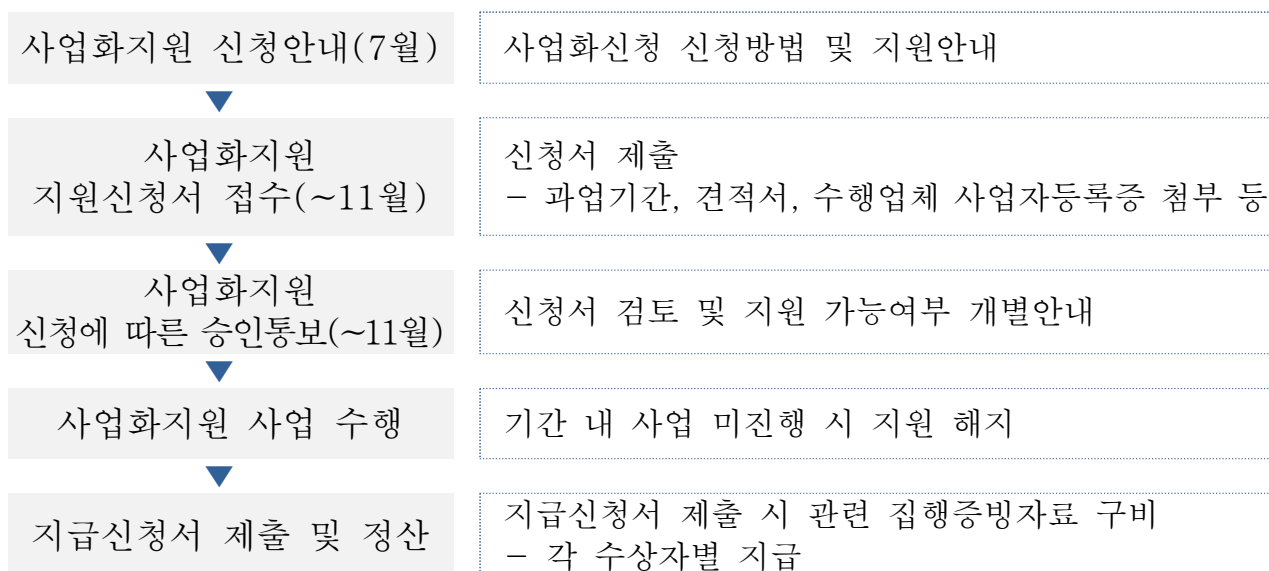 사업화지원 신청안내(7월)
사업화신청 신청방법 및 지원안내
사업화지원
지원신청서 접수(~11월)
신청서 제출
- 과업기간, 견적서, 수행업체 사업자등록증 첨부 등
사업화지원
신청에 따른 승인통보(~11월)
신청서 검토 및 지원 가능여부 개별안내
사업화지원 사업 수행
기간 내 사업 미진행 시 지원 해지
지급신청서 제출 및 정산
지급신청서 제출 시 관련 집행증빙자료 구비
- 각 수상자별 지급